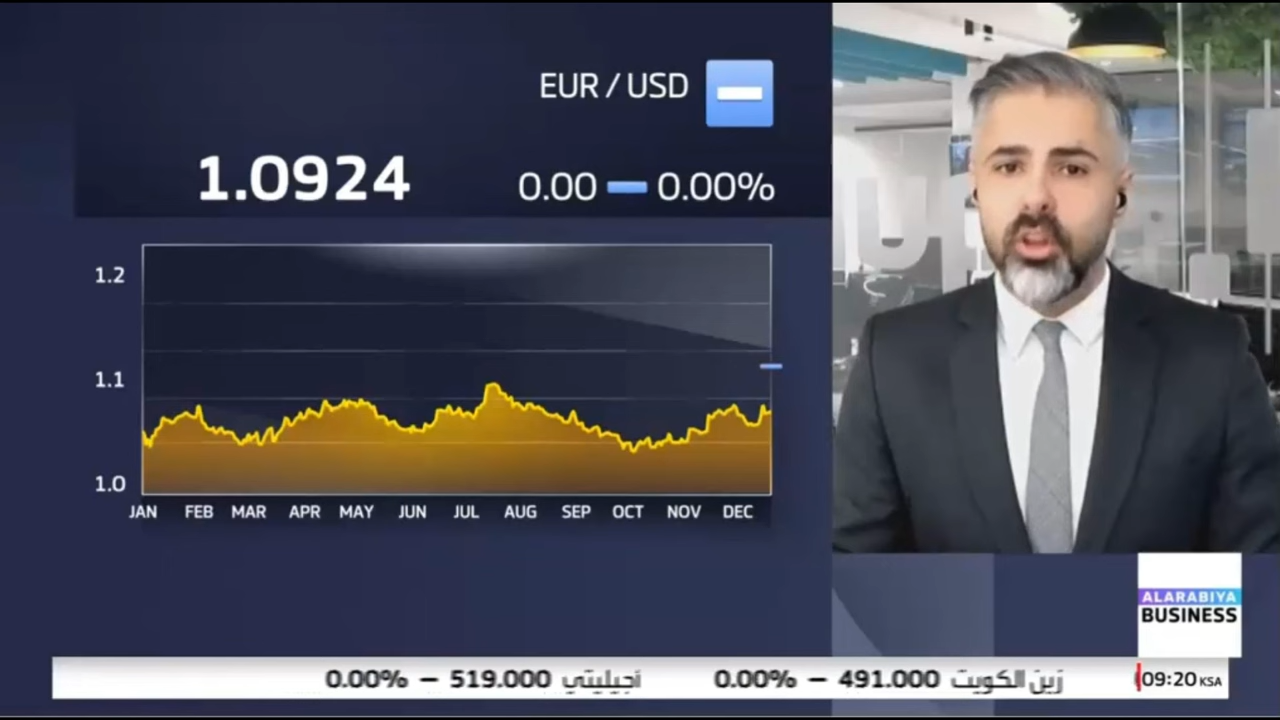 EUR / USD
1.0924
0.00 0.00%
1.2
1.1
1.0
JAN FEB MAR APR MAY JUN JUL AUG SEP OCT NOV DEC
ALARABIYA
BUSINESS
زين الكويت 491.000 – 0.00% أجيليتي 519.000 – 0.00%
09:20 KSA